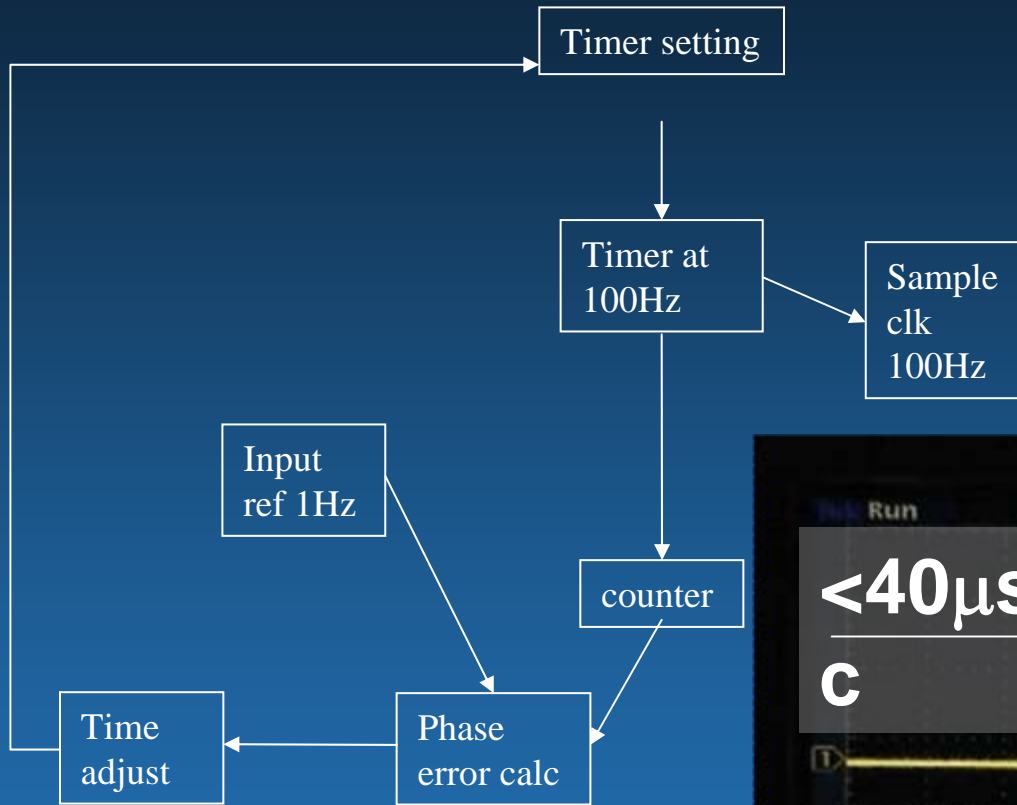 Timer setting
Timer at
100Hz
Sample
clk
100Hz
Input
ref 1Hz
Run
<40μs
c
counter
Time
adjust
Phase
error calc
1